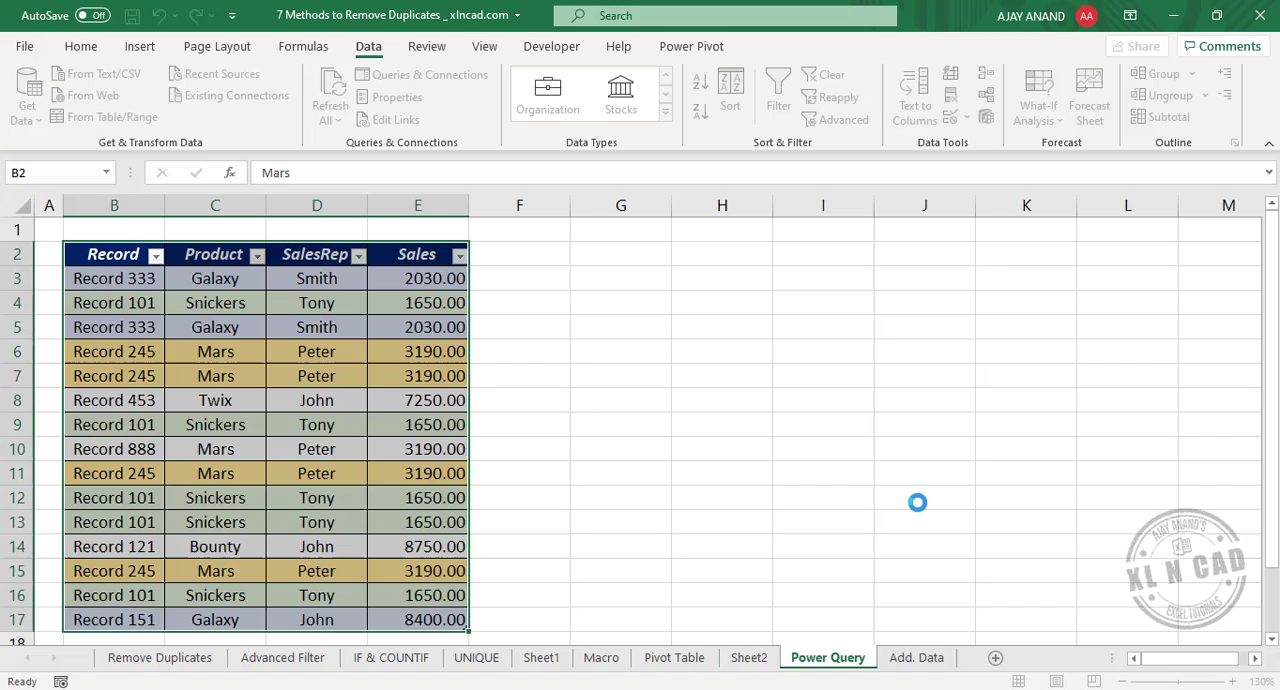 AutoSave Off 7 Methods to Remove Duplicates _ xlncad.com Search AJAY ANAND AA
File Home Insert Page Layout Formulas Data Review View Developer Help Power Pivot Share Comments
Get Data From Text/CSV From Web From Table/Range Recent Sources Existing Connections
Get & Transform Data
Refresh All Queries & Connections Properties Edit Links
Queries & Connections
Organization Stocks
Data Types
Sort Filter Clear Reapply Advanced
Sort & Filter
Text to Columns
Data Tools
What-If Analysis Forecast Sheet
Forecast
Group Ungroup Subtotal
Outline
B2 fx Mars
A B C D E F G H I J K L M
1
2 Record Product SalesRep Sales
3 Record 333 Galaxy Smith 2030.00
4 Record 101 Snickers Tony 1650.00
5 Record 333 Galaxy Smith 2030.00
6 Record 245 Mars Peter 3190.00
7 Record 245 Mars Peter 3190.00
8 Record 453 Twix John 7250.00
9 Record 101 Snickers Tony 1650.00
10 Record 888 Mars Peter 3190.00
11 Record 245 Mars Peter 3190.00
12 Record 101 Snickers Tony 1650.00
13 Record 101 Snickers Tony 1650.00
14 Record 121 Bounty John 8750.00
15 Record 245 Mars Peter 3190.00
16 Record 101 Snickers Tony 1650.00
17 Record 151 Galaxy John 8400.00
18
AJAY ANAND'S
XL N CAD
EXCEL TUTORIALS
Remove Duplicates Advanced Filter IF & COUNTIF UNIQUE Sheet1 Macro Pivot Table Sheet2 Power Query Add. Data
Ready 130%